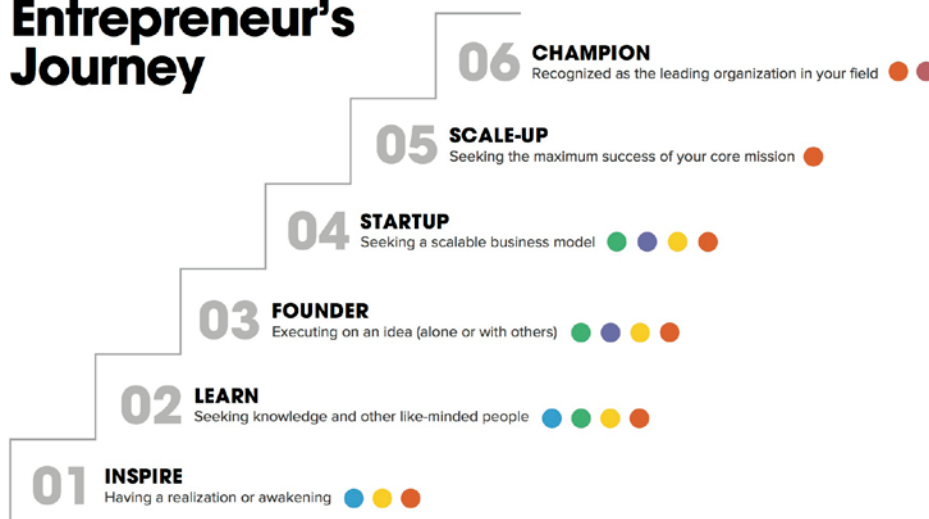 Entrepreneur's
Journey
06 CHAMPION
Recognized as the leading organization in your field
05 SCALE-UP
Seeking the maximum success of your core mission
04 STARTUP
Seeking a scalable business model
03 FOUNDER
Executing on an idea (alone or with others)
02 LEARN
Seeking knowledge and other like-minded people
01 INSPIRE
Having a realization or awakening